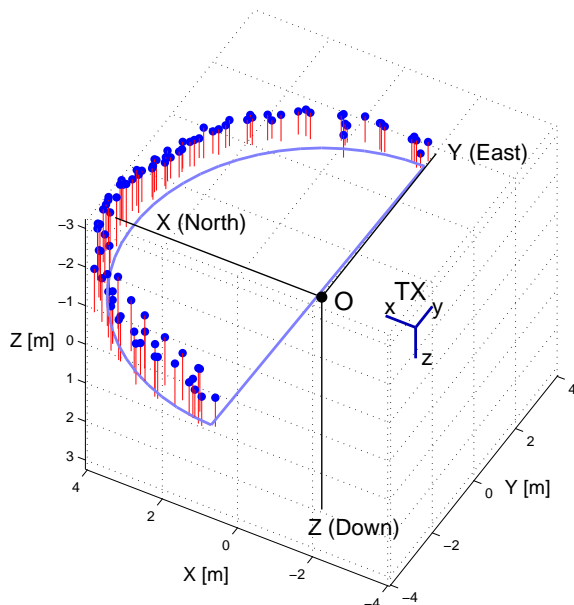 Y (East)
X (North)
O
TX
x
y
z
Z (Down)
−3
−2
−1
0
1
2
3
Z [m]
4
2
0
−2
−4
X [m]
−4
−2
0
2
4
Y [m]